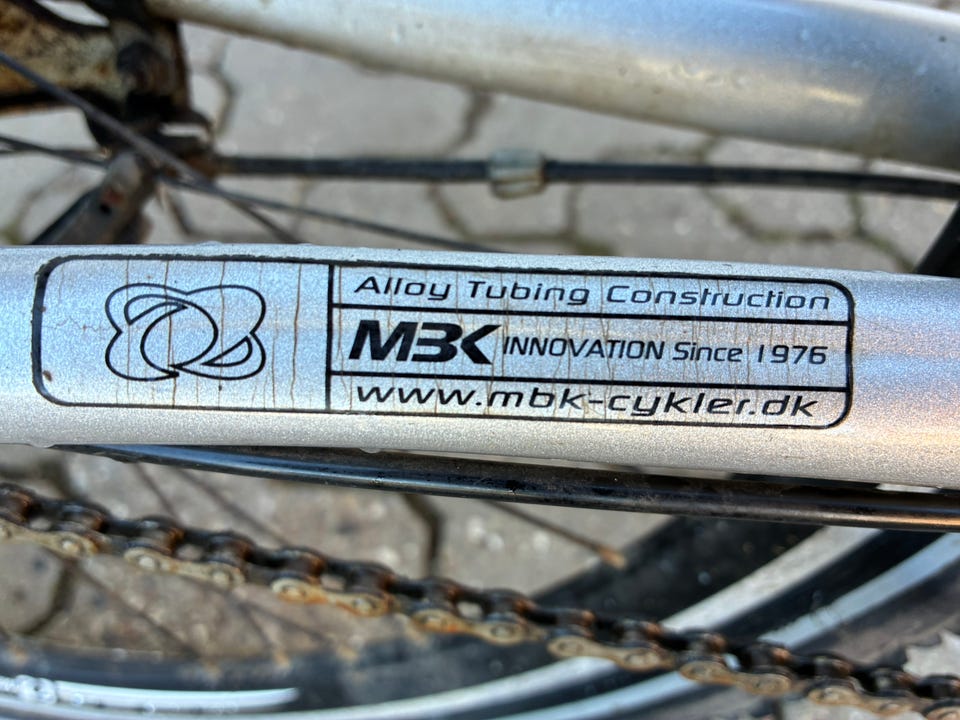 Alloy Tubing Construction
MBK INNOVATION Since 1976
www.mbk-cykler.dk